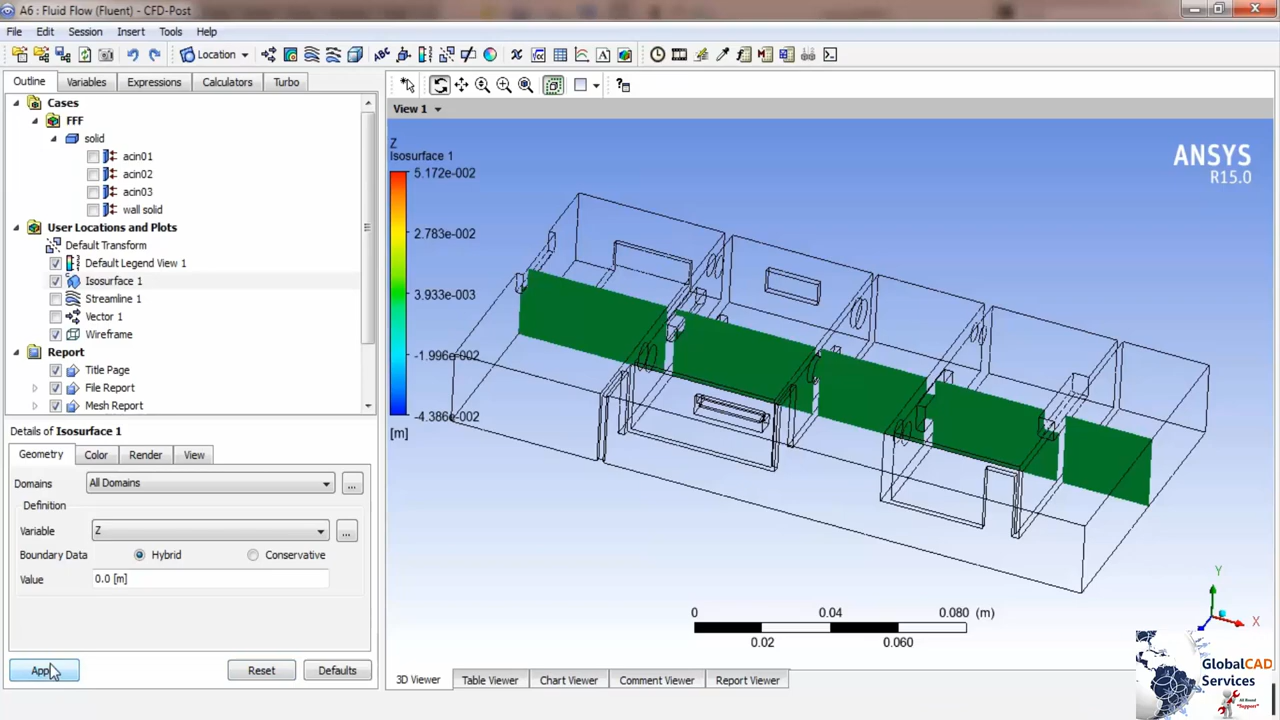 A6 : Fluid Flow (Fluent) - CFD-Post
File Edit Session Insert Tools Help
Location
Outline Variables Expressions Calculators Turbo
Cases
FFF
solid
acin01
acin02
acin03
wall solid
User Locations and Plots
Default Transform
Default Legend View 1
Isosurface 1
Streamline 1
Vector 1
Wireframe
Report
Title Page
File Report
Mesh Report
Details of Isosurface 1
Geometry Color Render View
Domains All Domains ...
Definition
Variable Z ...
Boundary Data Hybrid Conservative
Value 0.0 [m]
Reset Defaults
View 1
Z
Isosurface 1
5.172e-002
2.783e-002
3.933e-003
-1.996e-002
-4.386e-002
[m]
ANSYS
R15.0
0 0.04 0.080 (m)
0.02 0.060
Y
X
3D Viewer Table Viewer Chart Viewer Comment Viewer Report Viewer
GlobalCAD
Services
"Support"